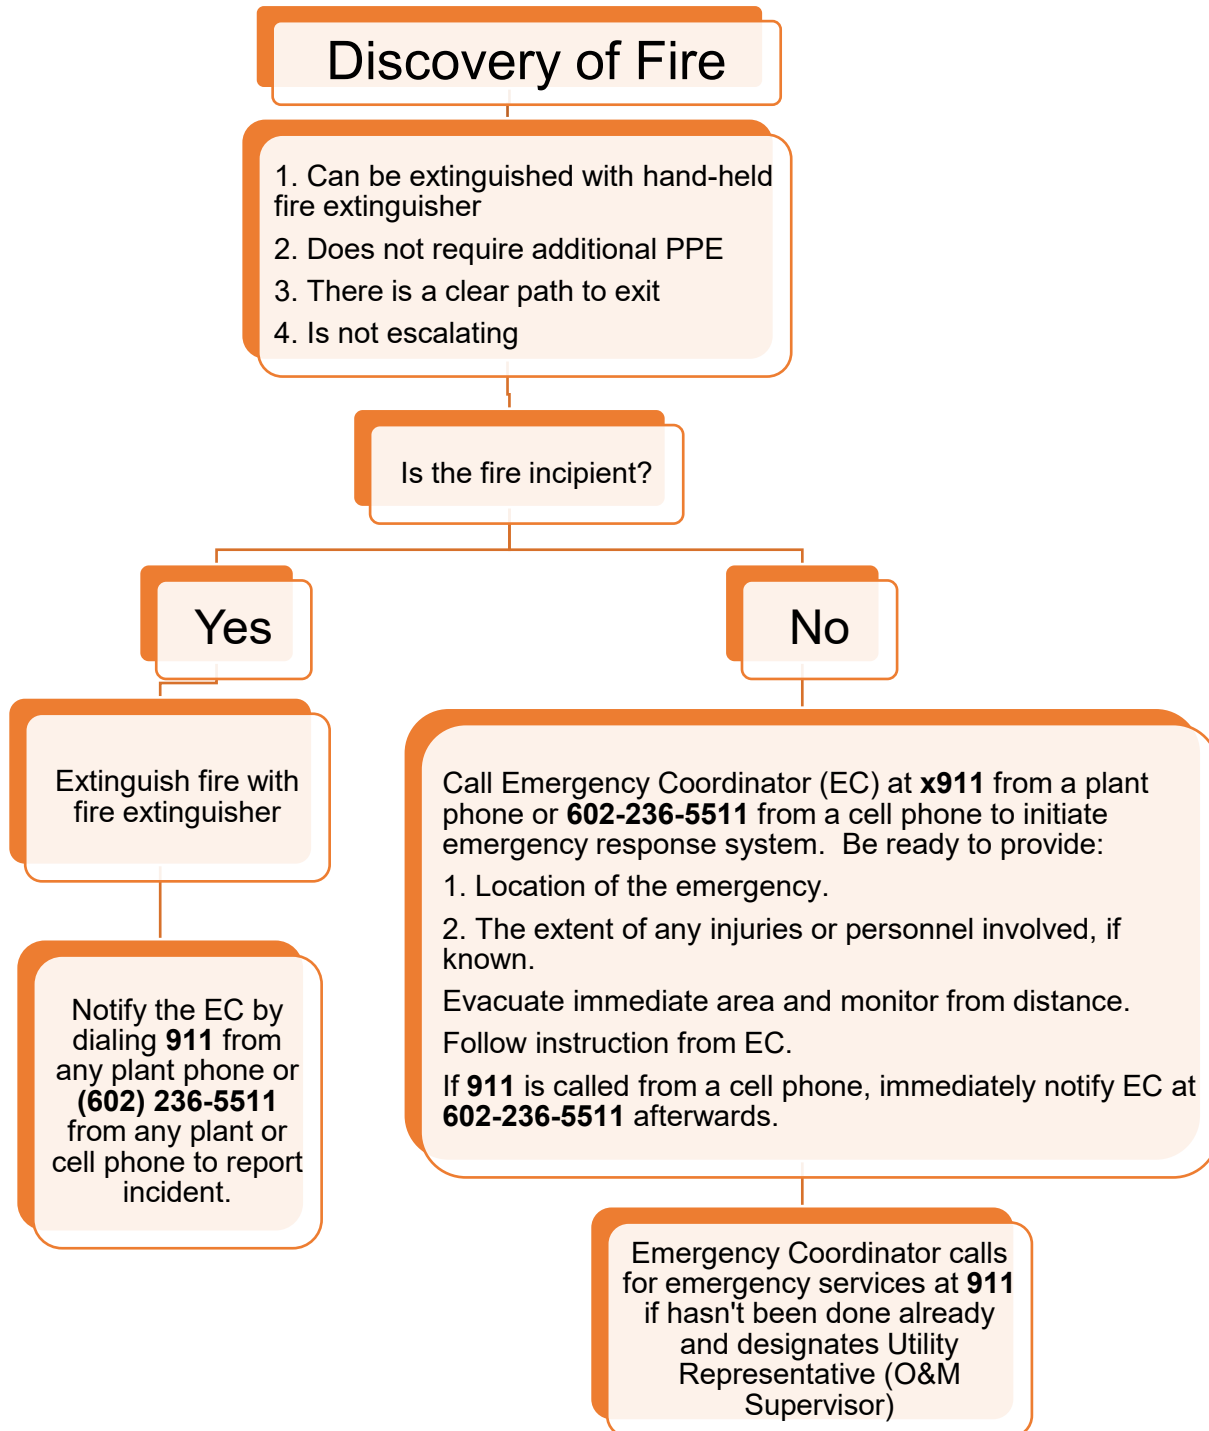 Discovery of Fire
1. Can be extinguished with hand-held
fire extinguisher
2. Does not require additional PPE
3. There is a clear path to exit
4. Is not escalating
Is the fire incipient?
Yes
No
Extinguish fire with
fire extinguisher
Notify the EC by
dialing 911 from
any plant phone or
(602) 236-5511
from any plant or
cell phone to report
incident.
Call Emergency Coordinator (EC) at x911 from a plant
phone or 602-236-5511 from a cell phone to initiate
emergency response system.  Be ready to provide:
1. Location of the emergency.
2. The extent of any injuries or personnel involved, if
known.
Evacuate immediate area and monitor from distance.
Follow instruction from EC.
If 911 is called from a cell phone, immediately notify EC at
602-236-5511 afterwards.
Emergency Coordinator calls
for emergency services at 911
if hasn't been done already
and designates Utility
Representative (O&M
Supervisor)